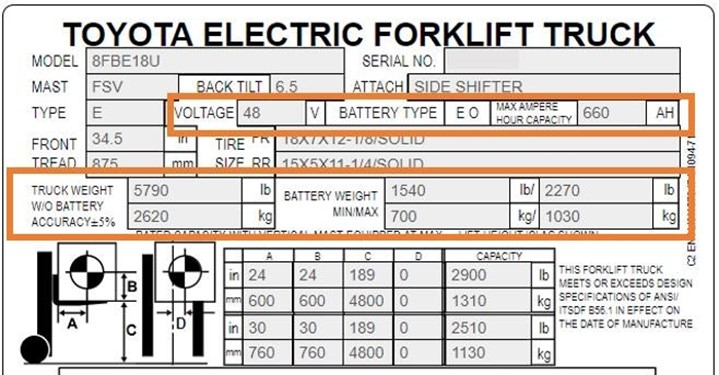 TOYOTA ELECTRIC FORKLIFT TRUCK
MODEL 8FBE18U SERIAL NO.
MAST FSV BACK TILT 6.5 ATTACH SIDE SHIFTER
TYPE E VOLTAGE 48 V BATTERY TYPE E O MAX AMPERE HOUR CAPACITY 660 AH
FRONT TREAD 34.5 in TIRE SIZE FR 18X7X12-1/8/SOLID
875 mm RR 15X5X11-1/4/SOLID
TRUCK WEIGHT W/O BATTERY ACCURACY±5% 5790 lb BATTERY WEIGHT MIN/MAX 1540 lb/ 2270 lb
2620 kg 700 kg/ 1030 kg
RATED CAPACITY WITH VERTICAL MAST EQUIPPED AT MAX LIFT HEIGHT SHOWN
A B C D CAPACITY
in 24 24 189 0 2900 lb
mm 600 600 4800 0 1310 kg
in 30 30 189 0 2510 lb
mm 760 760 4800 0 1130 kg
A
B
C
D
THIS FORKLIFT TRUCK
MEETS OR EXCEEDS DESIGN
SPECIFICATIONS OF ANSI/
ITSDF B56.1 IN EFFECT ON
THE DATE OF MANUFACTURE